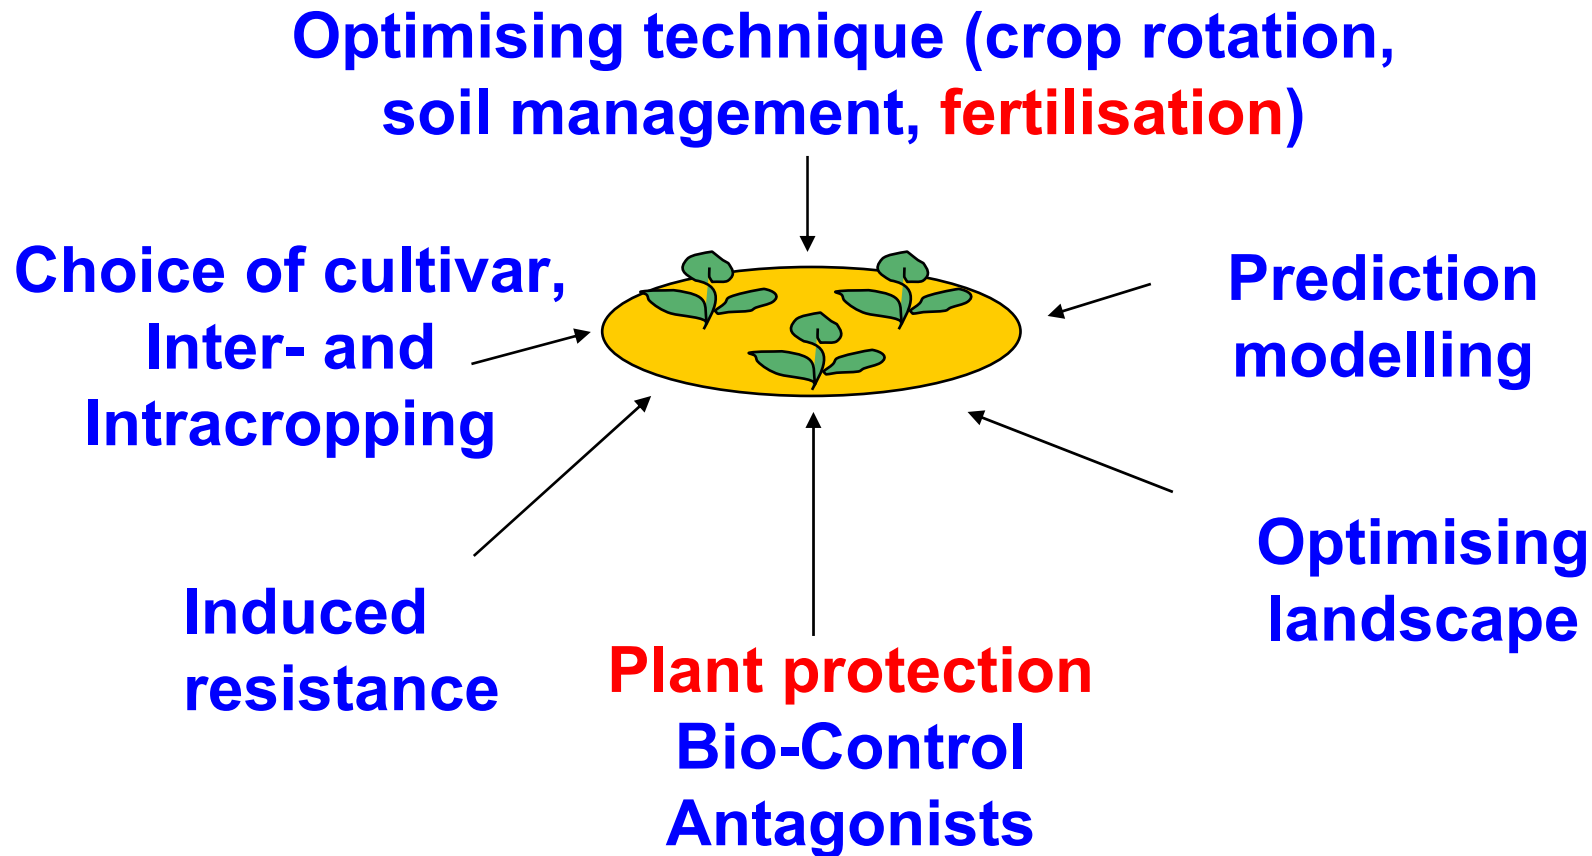 Optimising technique (crop rotation,
soil management, fertilisation)
Choice of cultivar,
Inter- and
Intracropping
Prediction
modelling
Induced
resistance
Plant protection
Bio-Control
Antagonists
Optimising
landscape